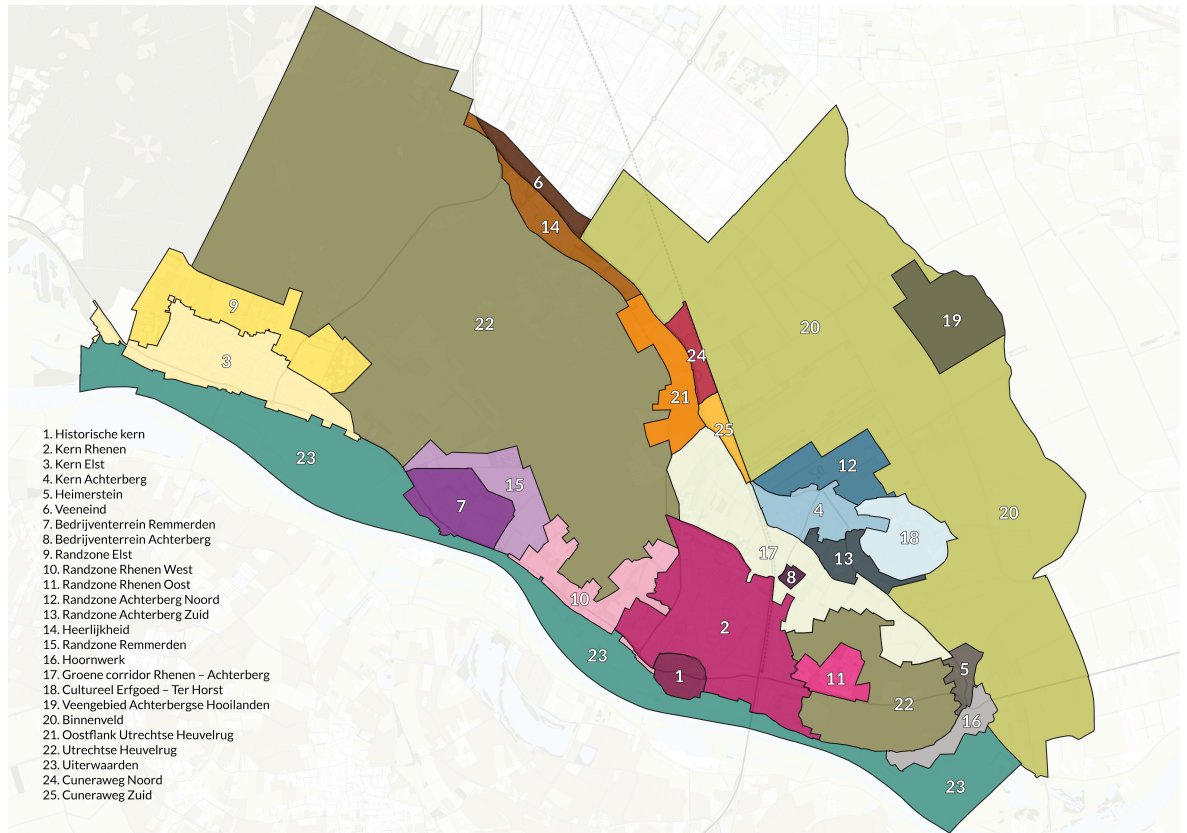 6
14
9
22
20
19
3
24
21
25
23
12
15
7
4
20
18
17
13
8
10
2
23
1
11
5
22
16
23
1. Historische kern
2. Kern Rhenen
3. Kern Elst
4. Kern Achterberg
5. Heimerstein
6. Veeneind
7. Bedrijventerrein Remmerden
8. Bedrijventerrein Achterberg
9. Randzone Elst
10. Randzone Rhenen West
11. Randzone Rhenen Oost
12. Randzone Achterberg Noord
13. Randzone Achterberg Zuid
14. Heerlijkheid
15. Randzone Remmerden
16. Hoornwerk
17. Groene corridor Rhenen – Achterberg
18. Cultureel Erfgoed – Ter Horst
19. Veengebied Achterbergse Hooilanden
20. Binnenveld
21. Oostflank Utrechtse Heuvelrug
22. Utrechtse Heuvelrug
23. Uiterwaarden
24. Cuneraweg Noord
25. Cuneraweg Zuid